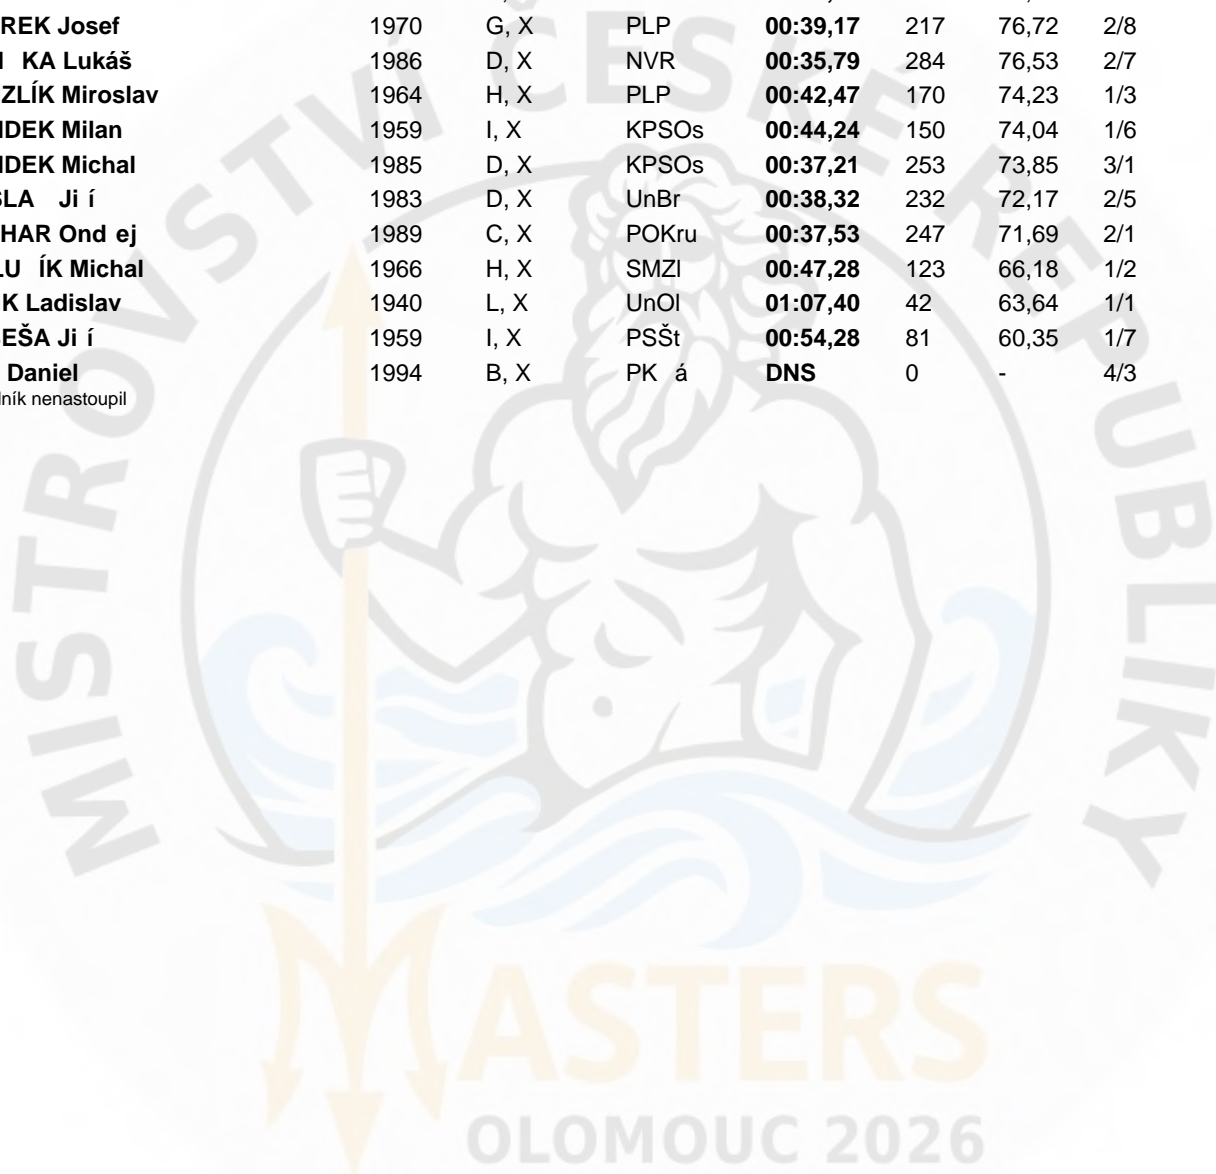 REK Josef 1970 G, X PLP 00:39,17 217 76,72 2/8
KA Lukáš 1986 D, X NVR 00:35,79 284 76,53 2/7
ZLÍK Miroslav 1964 H, X PLP 00:42,47 170 74,23 1/3
IDEK Milan 1959 I, X KPSOs 00:44,24 150 74,04 1/6
IDEK Michal 1985 D, X KPSOs 00:37,21 253 73,85 3/1
SLA Ji í 1983 D, X UnBr 00:38,32 232 72,17 2/5
HAR Ond ej 1989 C, X POKru 00:37,53 247 71,69 2/1
LU ÍK Michal 1966 H, X SMZl 00:47,28 123 66,18 1/2
K Ladislav 1940 L, X UnOl 01:07,40 42 63,64 1/1
EŠA Ji í 1959 I, X PSŠt 00:54,28 81 60,35 1/7
Daniel 1994 B, X PK á DNS 0 - 4/3
ník nenastoupil
MISTROVSTVÍ ČESKÉ REPUBLIKY
MASTERS
OLOMOUC 2026